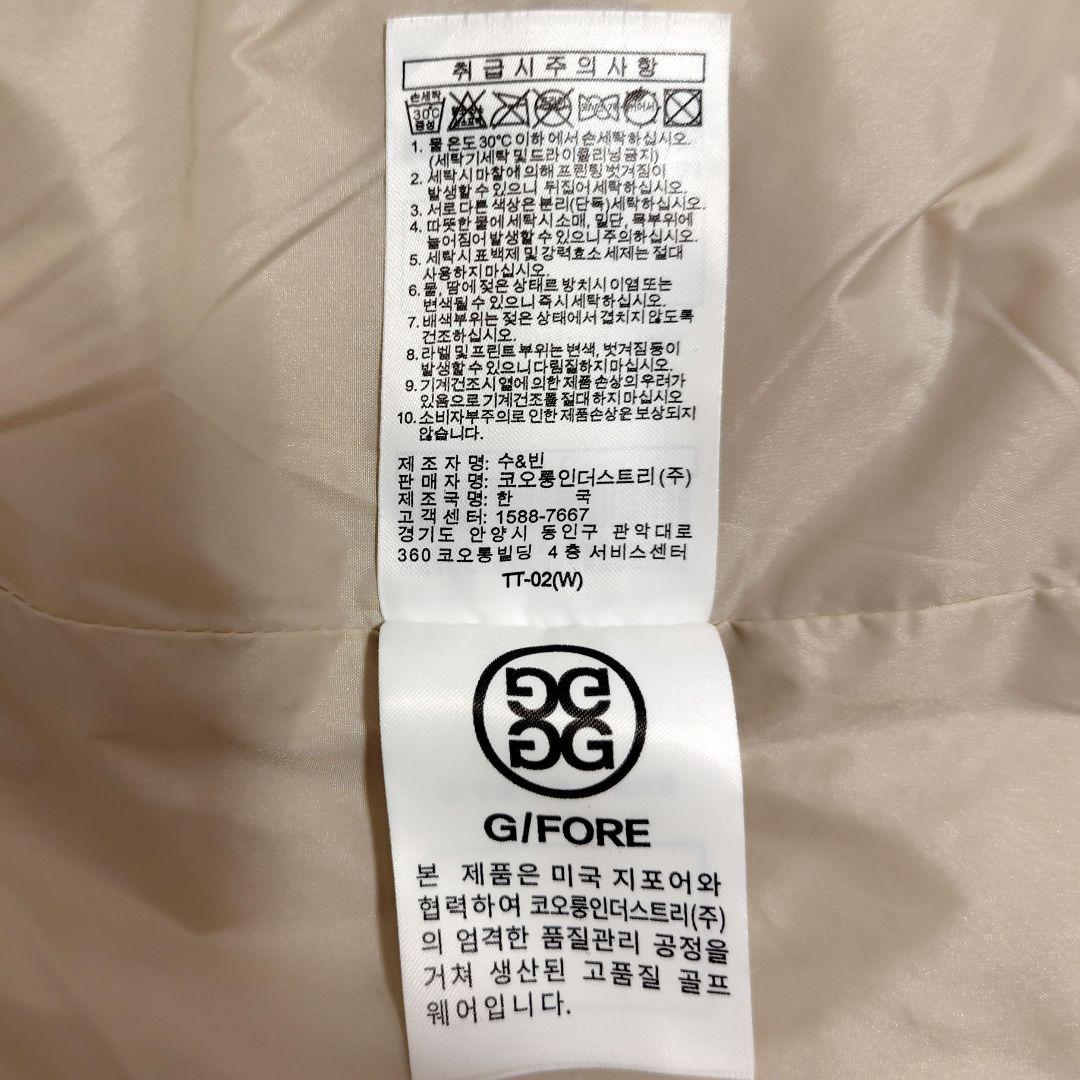 취급시주의사항
손세탁
30℃
중성
1. 물 온도 30°C 이하 에서 손세탁하십시오.
(세탁기세탁 및 드라이클리닝금지)
2. 세탁시 마찰에 의해 프린팅 벗겨짐이
발생할 수 있으니 뒤집어 세탁하십시오.
3. 서로 다른 색상은 분리(단독)세탁하십시오.
4. 따뜻한 물에 세탁시 소매, 밑단, 목부위에
늘어짐이 발생할 수 있으니 주의하십시오.
5. 세탁시 표백제 및 강력효소 세제는 절대
사용하지마십시오.
6. 물, 땀에 젖은 상태로 방치시 이염 또는
변색될 수 있으니 즉시 세탁하십시오.
7. 배색부위는 젖은 상태에서 겹치지 않도록
건조하십시오.
8. 라벨 및 프린트 부위는 변색, 벗겨짐 등이
발생할 수 있으니 다림질하지마십시오.
9. 기계건조시 열에 의한 제품 손상의 우려가
있음으로 기계건조를 절대하지마십시오
10. 소비자부주의로 인한 제품손상은 보상되지
않습니다.
제 조 자 명: 수&빈
판 매 자 명: 코오롱인더스트리(주)
제 조 국 명: 한 국
고 객 센 터: 1588-7667
경기도 안양시 동안구 관악대로
360 코오롱빌딩 4 층 서비스센터
TT-02(W)
G/FORE
본 제품은 미국 지포어와
협력하여 코오롱인더스트리(주)
의 엄격한 품질관리 공정을
거쳐 생산된 고품질 골프
웨어입니다.